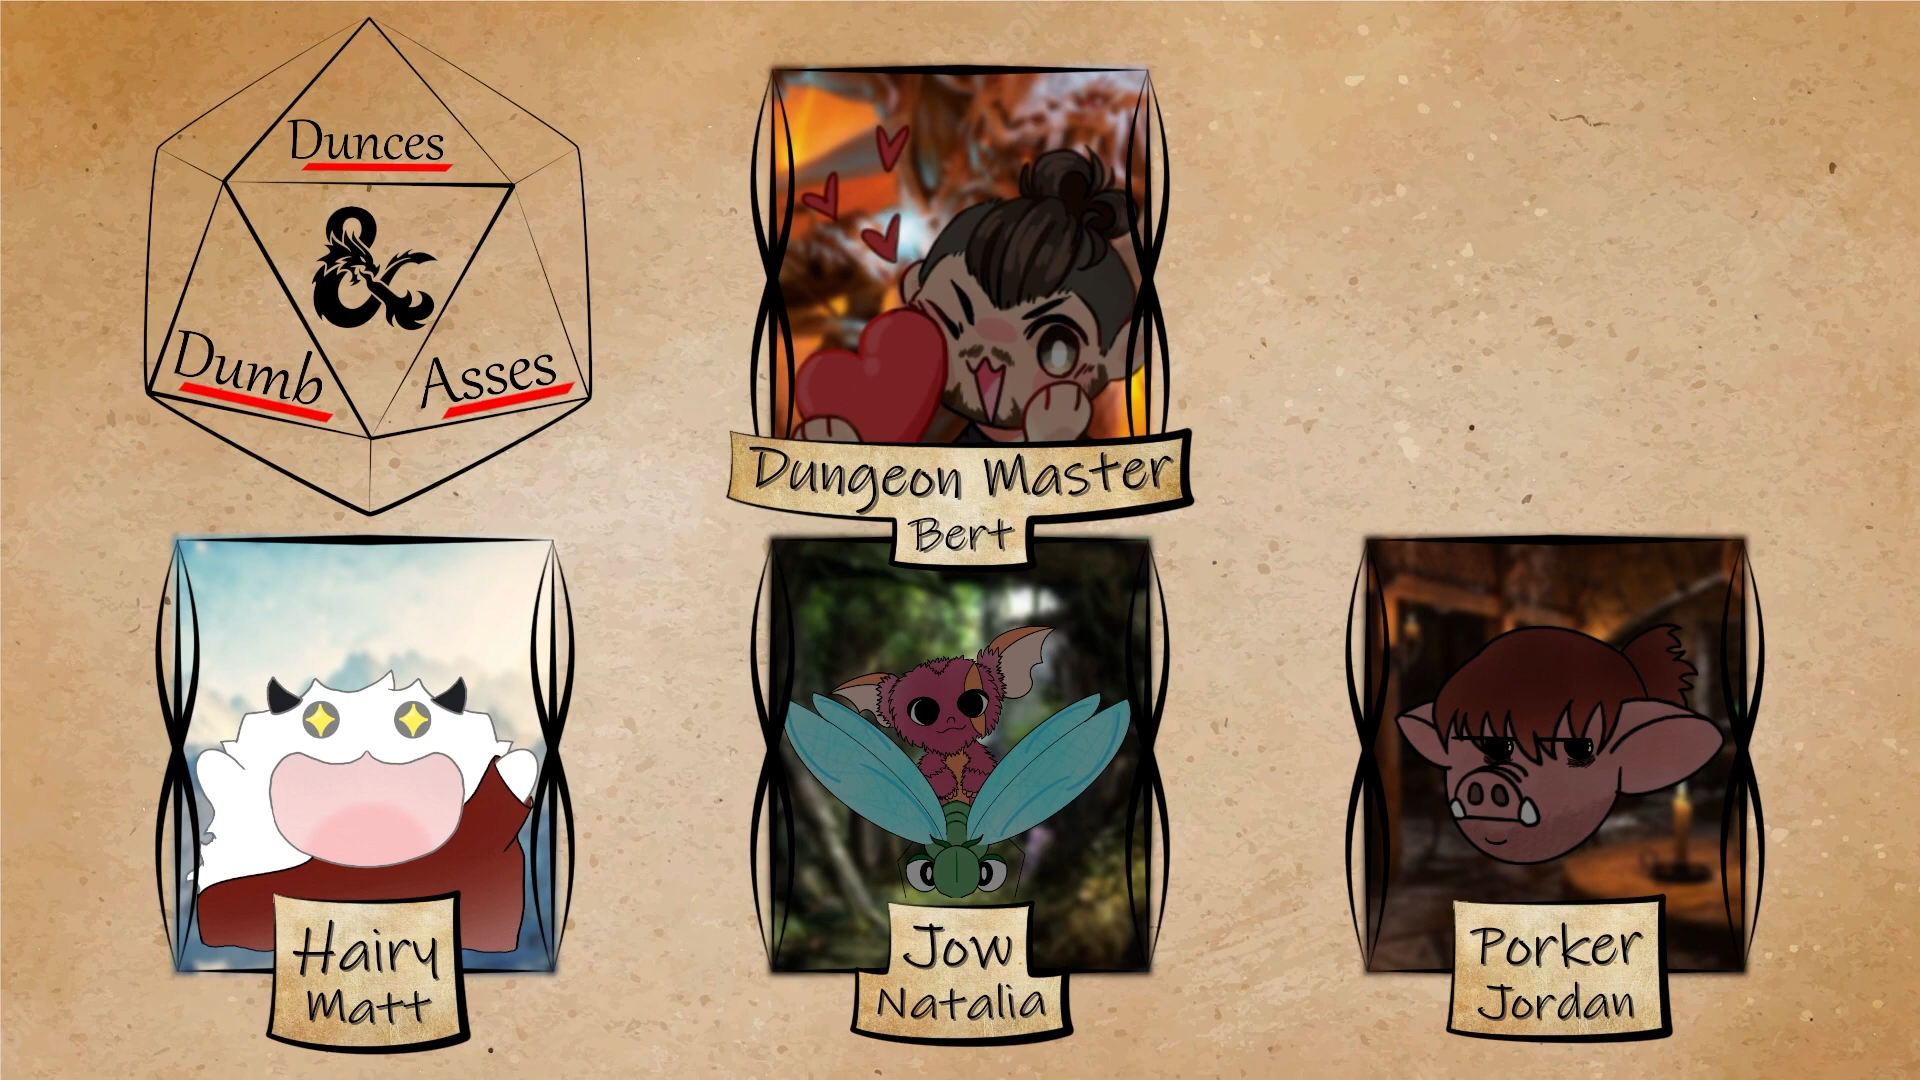 Dunces
&
Dumb
Asses
Dungeon Master
Bert
Hairy
Matt
Jow
Natalia
Porker
Jordan